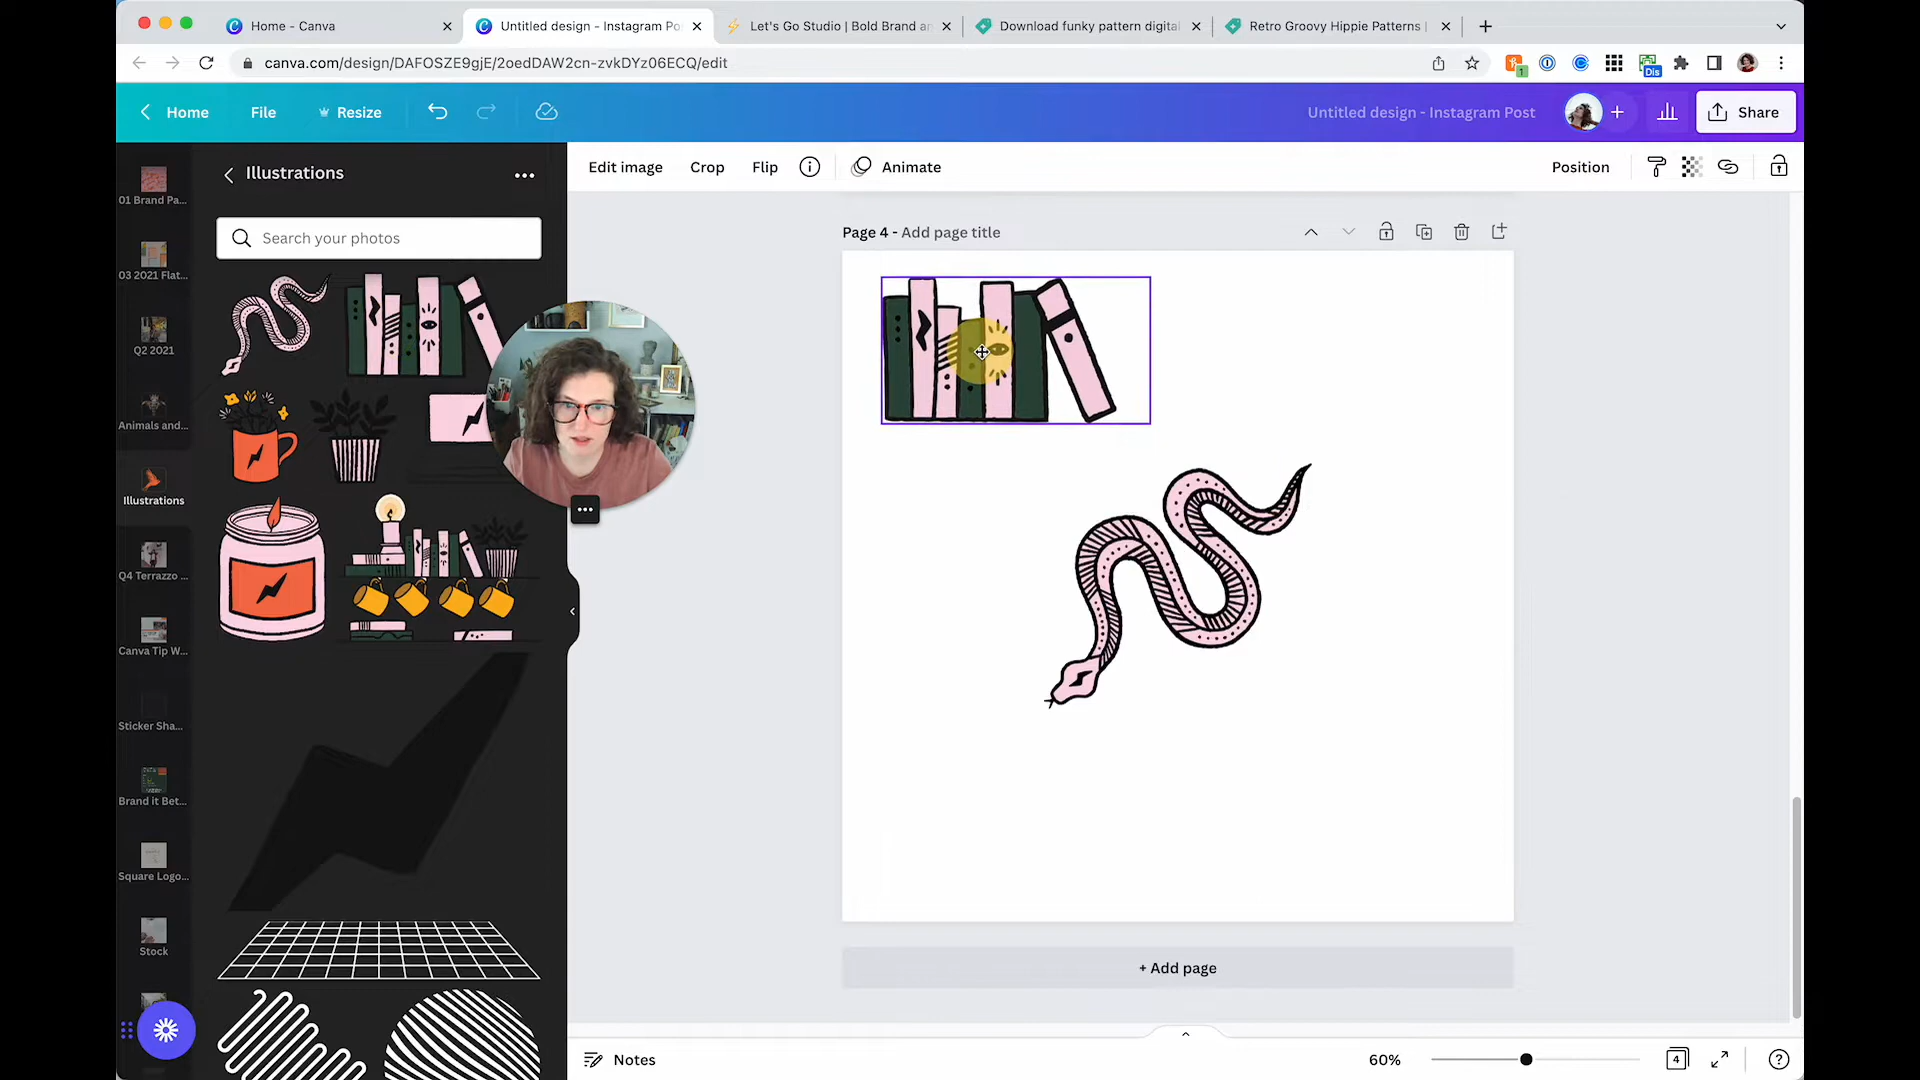 Home - Canva
Untitled design - Instagram Po
Let's Go Studio | Bold Brand an
Download funky pattern digital
Retro Groovy Hippie Patterns |
canva.com/design/DAFOSZE9gjE/2oedDAW2cn-zvkDYz06ECQ/edit
1
Dis
Home
File
Resize
Untitled design - Instagram Post
Share
Illustrations
Edit image
Crop
Flip
Animate
Position
01 Brand Pa...
03 2021 Flat...
Q2 2021
Animals and...
Illustrations
Q4 Terrazzo ...
Canva Tip W...
Sticker Sha...
Brand it Bet...
Square Logo...
Stock
Search your photos
Page 4 - Add page title
+ Add page
Notes
60%
4